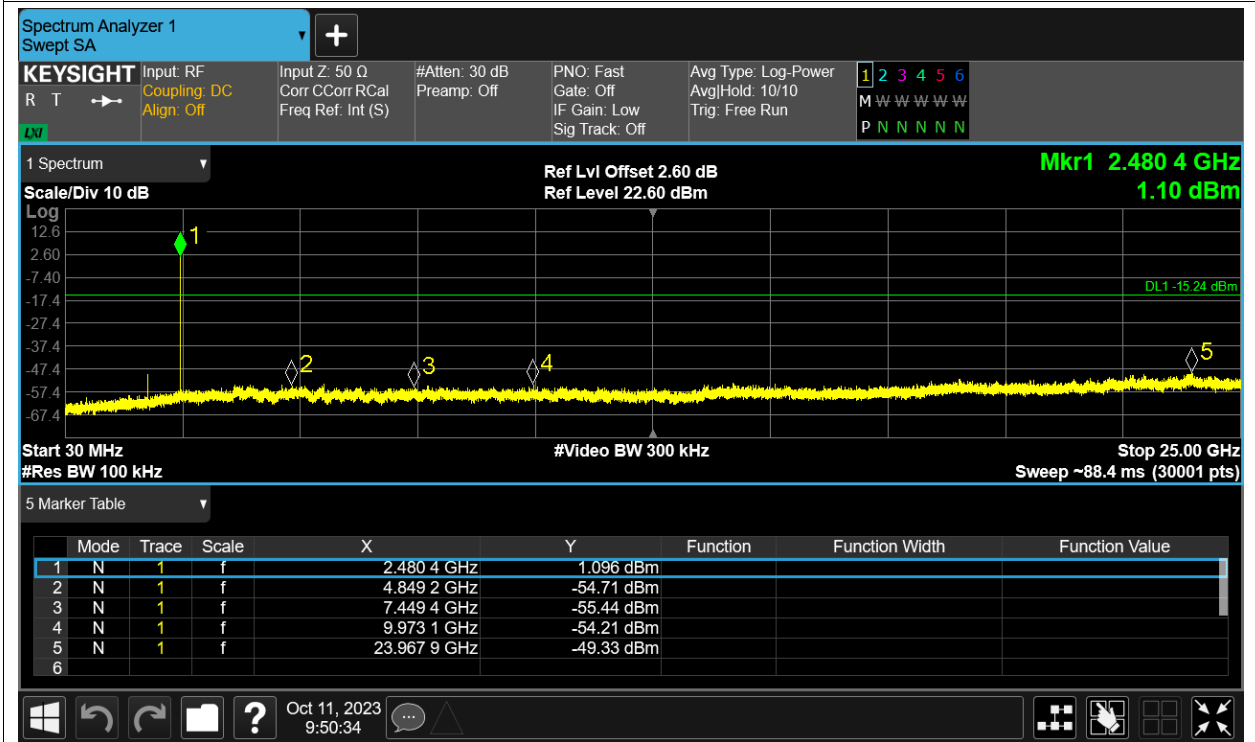 Spectrum Analyzer 1
Swept SA
KEYSIGHT
R T
LXI
Input: RF
Coupling: DC
Align: Off
Input Z: 50 Ω
Corr CCorr RCal
Freq Ref: Int (S)
#Atten: 30 dB
Preamp: Off
PNO: Fast
Gate: Off
IF Gain: Low
Sig Track: Off
Avg Type: Log-Power
Avg|Hold: 10/10
Trig: Free Run
1 2 3 4 5 6
M W W W W W
P N N N N N
1 Spectrum
Scale/Div 10 dB
Ref Lvl Offset 2.60 dB
Ref Level 22.60 dBm
Mkr1 2.480 4 GHz
1.10 dBm
Log
12.6
2.60
-7.40
-17.4
-27.4
-37.4
-47.4
-57.4
-67.4
1
2
3
4
5
DL1 -15.24 dBm
Start 30 MHz
#Video BW 300 kHz
Stop 25.00 GHz
#Res BW 100 kHz
Sweep ~88.4 ms (30001 pts)
5 Marker Table
Mode Trace Scale X Y Function Function Width Function Value
1 N 1 f 2.480 4 GHz 1.096 dBm
2 N 1 f 4.849 2 GHz -54.71 dBm
3 N 1 f 7.449 4 GHz -55.44 dBm
4 N 1 f 9.973 1 GHz -54.21 dBm
5 N 1 f 23.967 9 GHz -49.33 dBm
6
?
Oct 11, 2023
9:50:34